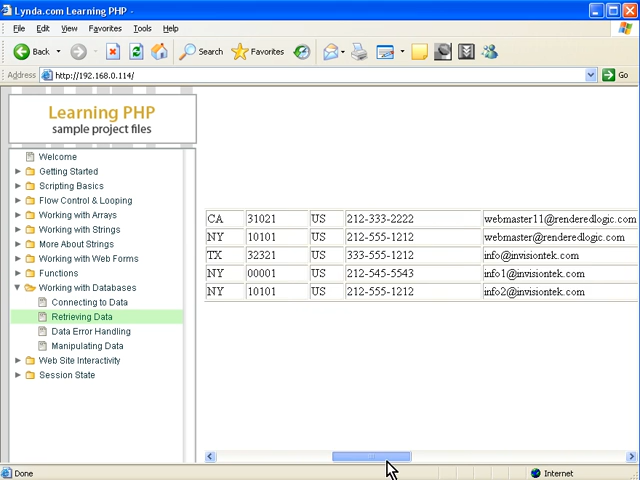 Lynda.com Learning PHP -
File Edit View Favorites Tools Help
Back Search Favorites
Address http://192.168.0.114/ Go
Learning PHP
sample project files
Welcome
Getting Started
Scripting Basics
Flow Control & Looping
Working with Arrays
Working with Strings
More About Strings
Working with Web Forms
Functions
Working with Databases
Connecting to Data
Retrieving Data
Data Error Handling
Manipulating Data
Web Site Interactivity
Session State
CA 31021 US 212-333-2222 webmaster11@renderedlogic.com
NY 10101 US 212-555-1212 webmaster@renderedlogic.com
TX 32321 US 333-555-1212 info@invisiontek.com
NY 00001 US 212-545-5543 info1@invisiontek.com
NY 10101 US 212-555-1212 info2@invisiontek.com
Done Internet